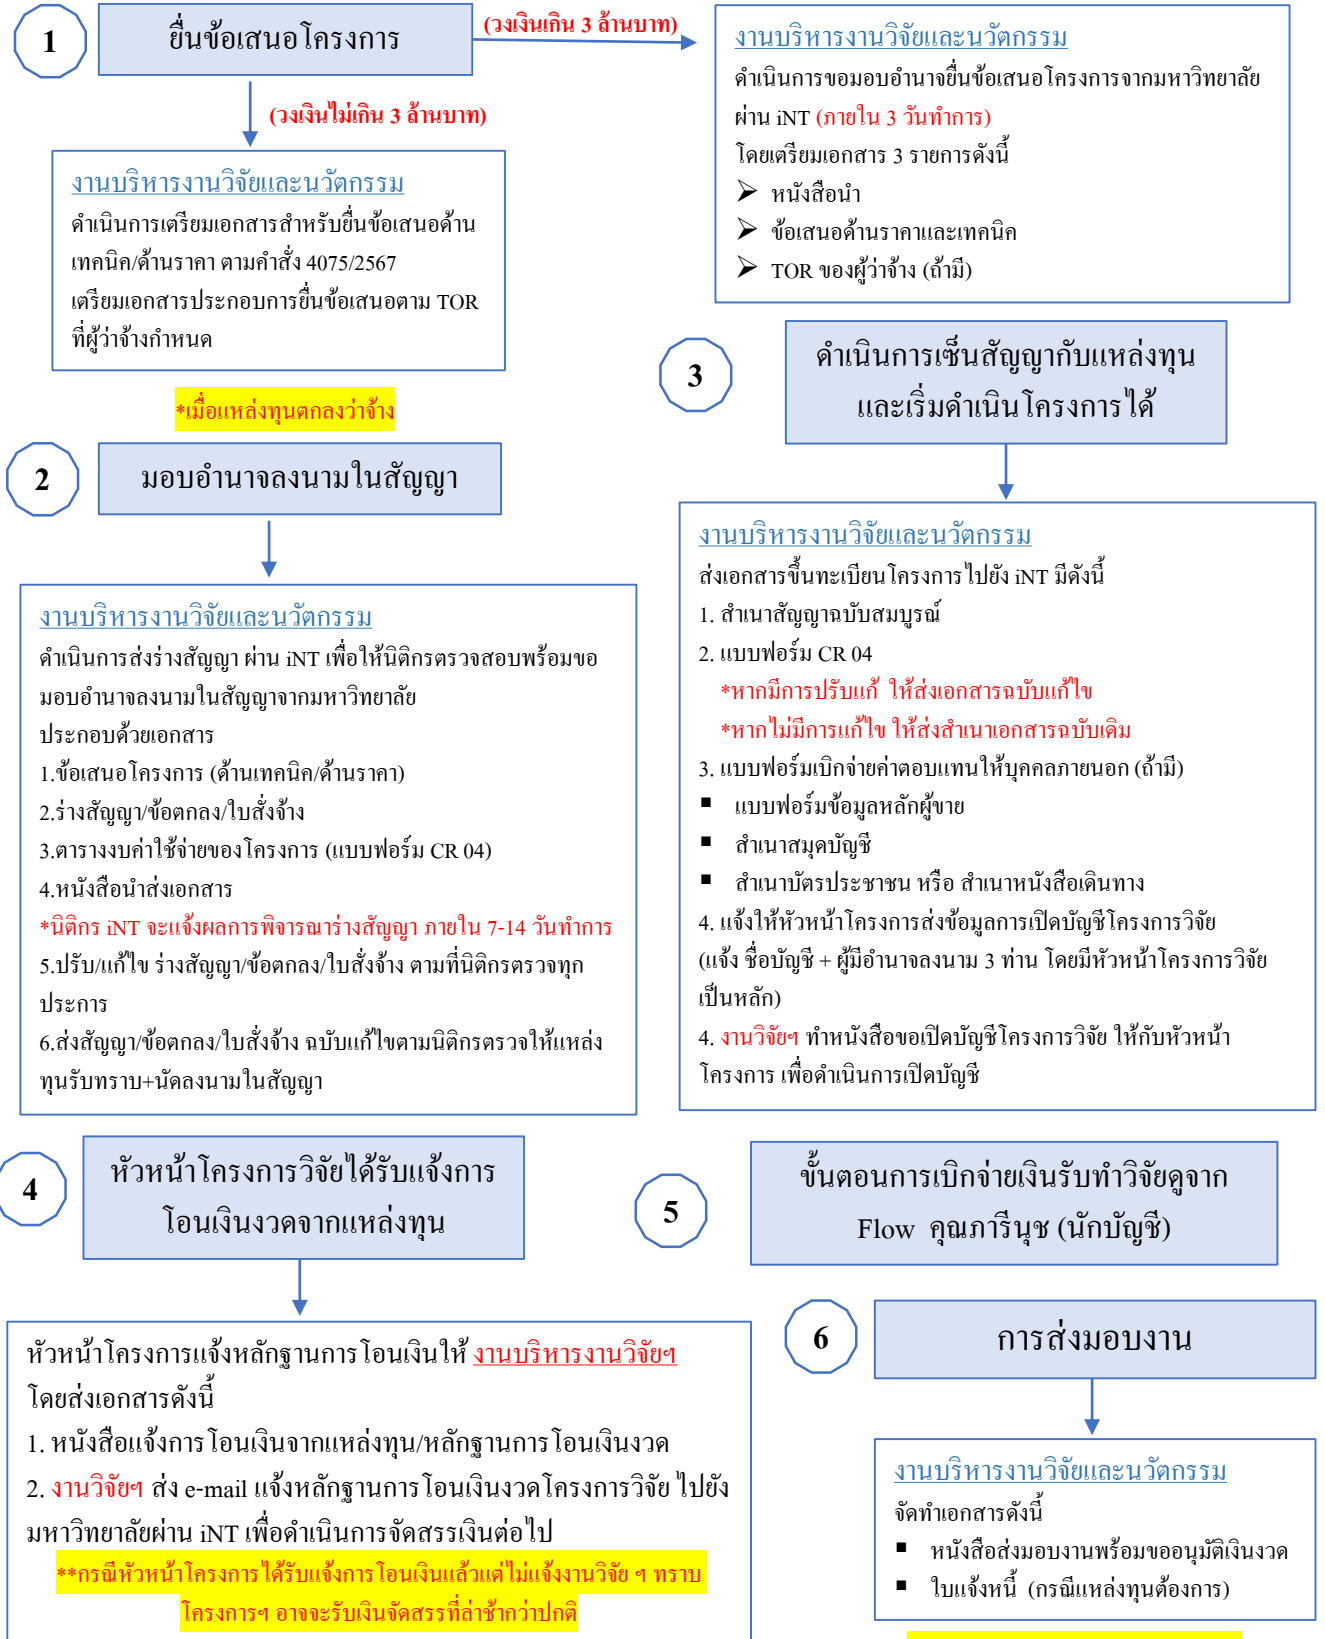 1
ยื่นข้อเสนอโครงการ
(วงเงินเกิน 3 ล้านบาท)
(วงเงินไม่เกิน 3 ล้านบาท)
งานบริหารงานวิจัยและนวัตกรรม
ดำเนินการขอมอบอำนาจยื่นข้อเสนอโครงการจากมหาวิทยาลัย
ผ่าน iNT (ภายใน 3 วันทำการ)
โดยเตรียมเอกสาร 3 รายการดังนี้
➢ หนังสือนำ
➢ ข้อเสนอด้านราคาและเทคนิค
➢ TOR ของผู้ว่าจ้าง (ถ้ามี)
งานบริหารงานวิจัยและนวัตกรรม
ดำเนินการเตรียมเอกสารสำหรับยื่นข้อเสนอด้าน
เทคนิค/ด้านราคา ตามคำสั่ง 4075/2567
เตรียมเอกสารประกอบการยื่นข้อเสนอตาม TOR
ที่ผู้ว่าจ้างกำหนด
*เมื่อแหล่งทุนตกลงว่าจ้าง
2
มอบอำนาจลงนามในสัญญา
งานบริหารงานวิจัยและนวัตกรรม
ดำเนินการส่งร่างสัญญา ผ่าน iNT เพื่อให้นิติกรตรวจสอบพร้อมขอ
มอบอำนาจลงนามในสัญญาจากมหาวิทยาลัย
ประกอบด้วยเอกสาร
1.ข้อเสนอโครงการ (ด้านเทคนิค/ด้านราคา)
2.ร่างสัญญา/ข้อตกลง/ใบสั่งจ้าง
3.ตารางงบค่าใช้จ่ายของโครงการ (แบบฟอร์ม CR 04)
4.หนังสือนำส่งเอกสาร
*นิติกร iNT จะแจ้งผลการพิจารณาร่างสัญญา ภายใน 7-14 วันทำการ
5.ปรับ/แก้ไข ร่างสัญญา/ข้อตกลง/ใบสั่งจ้าง ตามที่นิติกรตรวจทุก
ประการ
6.ส่งสัญญา/ข้อตกลง/ใบสั่งจ้าง ฉบับแก้ไขตามนิติกรตรวจให้แหล่ง
ทุนรับทราบ+นัดลงนามในสัญญา
3
ดำเนินการเซ็นสัญญากับแหล่งทุน
และเริ่มดำเนินโครงการได้
งานบริหารงานวิจัยและนวัตกรรม
ส่งเอกสารขึ้นทะเบียนโครงการไปยัง iNT มีดังนี้
1. สำเนาสัญญาฉบับสมบูรณ์
2. แบบฟอร์ม CR 04
*หากมีการปรับแก้ ให้ส่งเอกสารฉบับแก้ไข
*หากไม่มีการแก้ไข ให้ส่งสำเนาเอกสารฉบับเดิม
3. แบบฟอร์มเบิกจ่ายค่าตอบแทนให้บุคคลภายนอก (ถ้ามี)
▪ แบบฟอร์มข้อมูลหลักผู้ขาย
▪ สำเนาสมุดบัญชี
▪ สำเนาบัตรประชาชน หรือ สำเนาหนังสือเดินทาง
4. แจ้งให้หัวหน้าโครงการส่งข้อมูลการเปิดบัญชีโครงการวิจัย
(แจ้ง ชื่อบัญชี + ผู้มีอำนาจลงนาม 3 ท่าน โดยมีหัวหน้าโครงการวิจัย
เป็นหลัก)
4. งานวิจัยฯ ทำหนังสือขอเปิดบัญชีโครงการวิจัย ให้กับหัวหน้า
โครงการ เพื่อดำเนินการเปิดบัญชี
4
หัวหน้าโครงการวิจัยได้รับแจ้งการ
โอนเงินงวดจากแหล่งทุน
หัวหน้าโครงการแจ้งหลักฐานการโอนเงินให้ งานบริหารงานวิจัยฯ
โดยส่งเอกสารดังนี้
1. หนังสือแจ้งการโอนเงินจากแหล่งทุน/หลักฐานการโอนเงินงวด
2. งานวิจัยฯ ส่ง e-mail แจ้งหลักฐานการโอนเงินงวดโครงการวิจัย ไปยัง
มหาวิทยาลัยผ่าน iNT เพื่อดำเนินการจัดสรรเงินต่อไป
**กรณีหัวหน้าโครงการได้รับแจ้งการโอนเงินแล้วแต่ไม่แจ้งงานวิจัย ฯ ทราบ
โครงการฯ อาจจะรับเงินจัดสรรที่ล่าช้ากว่าปกติ
5
ขั้นตอนการเบิกจ่ายเงินรับทำวิจัยดูจาก
Flow คุณภารีนุช (นักบัญชี)
6
การส่งมอบงาน
งานบริหารงานวิจัยและนวัตกรรม
จัดทำเอกสารดังนี้
▪ หนังสือส่งมอบงานพร้อมขออนุมัติเงินงวด
▪ ใบแจ้งหนี้ (กรณีแหล่งทุนต้องการ)